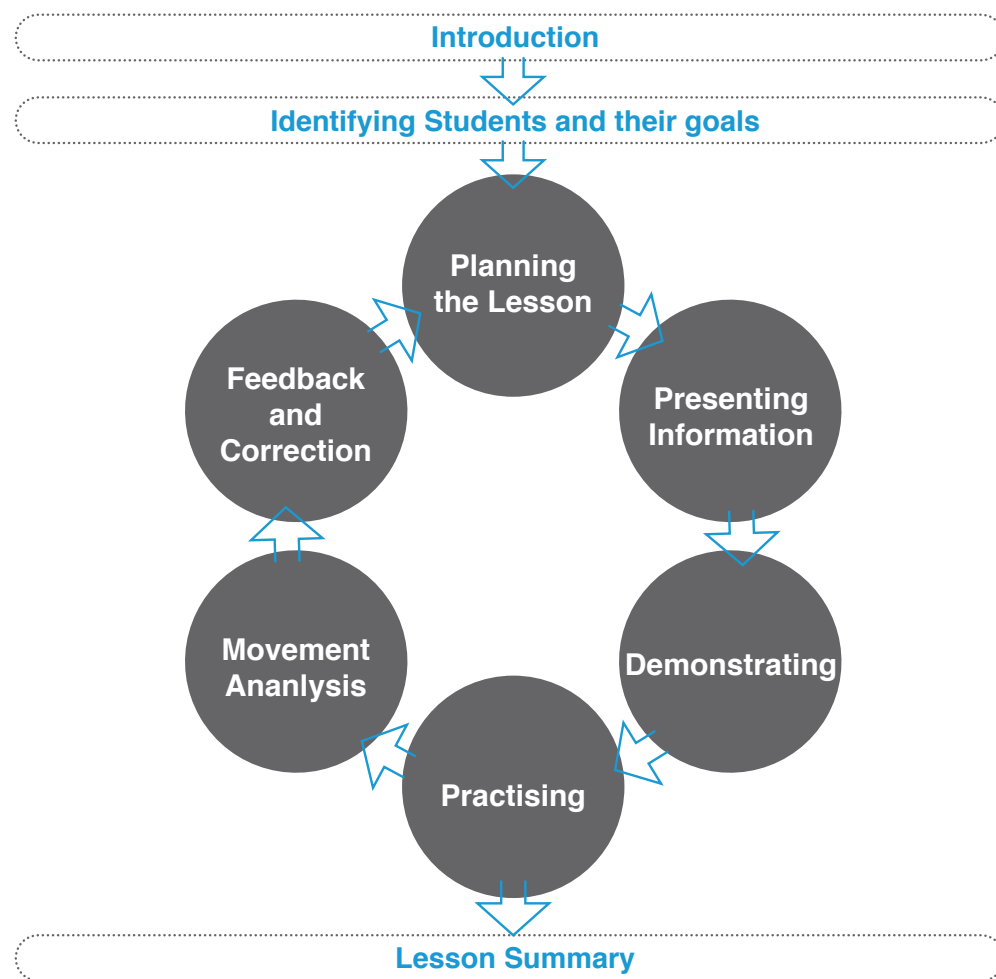 Introduction
Identifying Students and their goals
Planning
the Lesson
Presenting
Information
Demonstrating
Practising
Movement
Ananlysis
Feedback
and
Correction
Lesson Summary